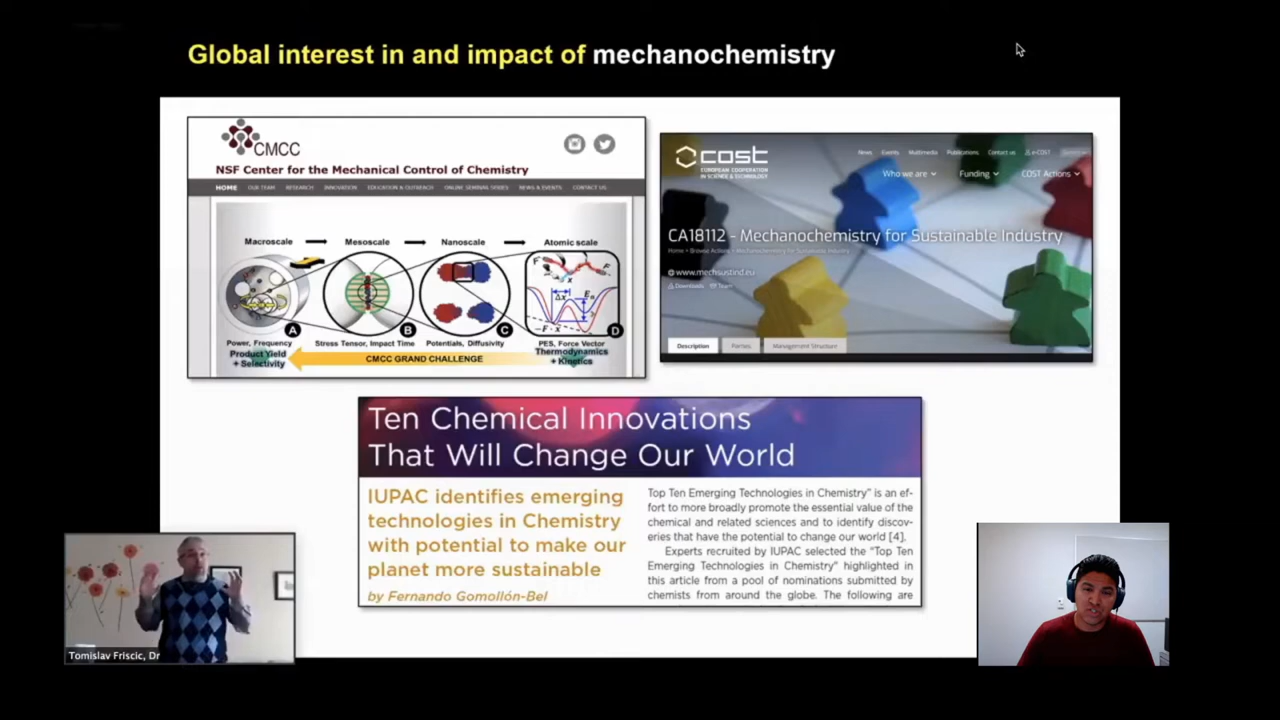 Global interest in and impact of mechanochemistry
CMCC
NSF Center for the Mechanical Control of Chemistry
HOME OUR TEAM RESEARCH INNOVATION EDUCATION & OUTREACH ONLINE SEMINAR SERIES NEWS & EVENTS CONTACT US
Macroscale Mesoscale Nanoscale Atomic scale
F F
Δx Eₐ
-F · x
A B C D
Power, Frequency Stress Tensor, Impact Time Potentials, Diffusivity PES, Force Vector
Product Yield + Selectivity
CMCC GRAND CHALLENGE
Thermodynamics + Kinetics
cost
EUROPEAN COOPERATION
IN SCIENCE & TECHNOLOGY
News Events Multimedia Publications Contact us e-COST
Who we are Funding COST Actions
CA18112 - Mechanochemistry for Sustainable Industry
Home > Browse Actions > Mechanochemistry for Sustainable Industry
www.mechsustind.eu
Downloads Team
Description Parties Management Structure
Ten Chemical Innovations
That Will Change Our World
IUPAC identifies emerging
technologies in Chemistry
with potential to make our
planet more sustainable
by Fernando Gomollón-Bel
Top Ten Emerging Technologies in Chemistry" is an ef-
fort to more broadly promote the essential value of the
chemical and related sciences and to identify discov-
eries that have the potential to change our world [4].
Experts recruited by IUPAC selected the "Top Ten
Emerging Technologies in Chemistry" highlighted in
this article from a pool of nominations submitted by
chemists from around the globe. The following are
Tomislav Friscic, Dr